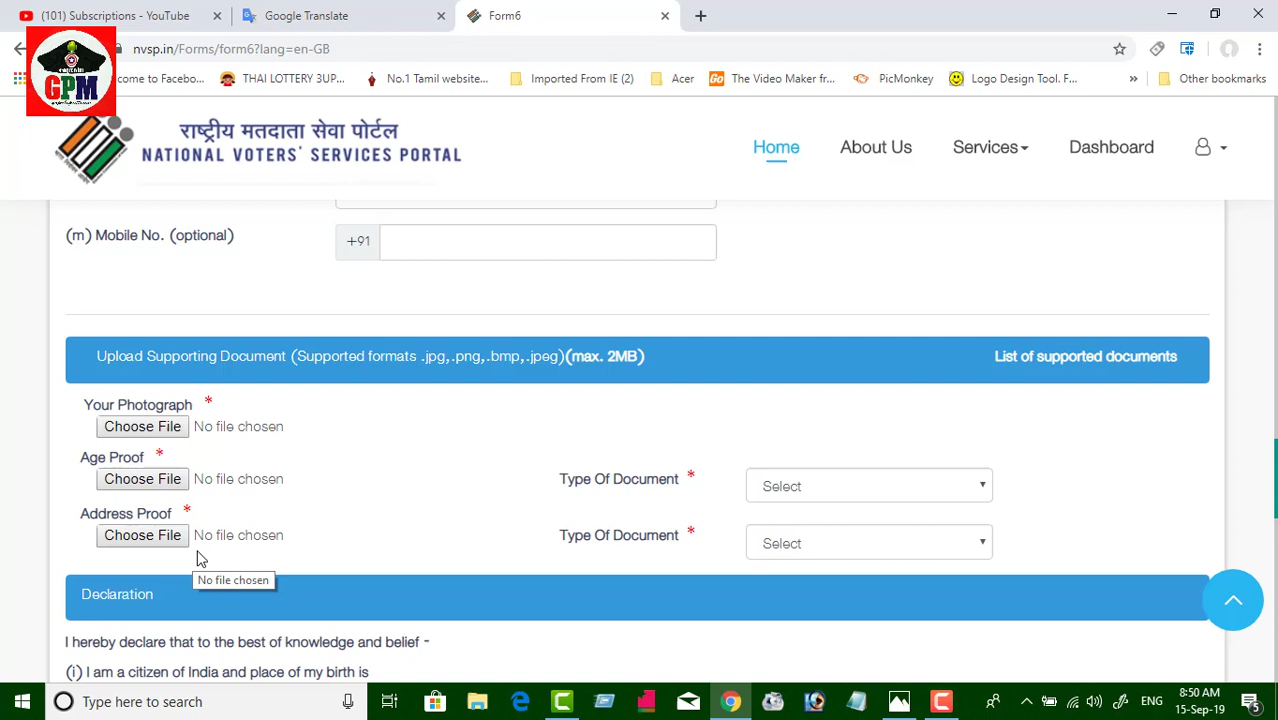 (101) Subscriptions - YouTube
Google Translate
Form6
nvsp.in/Forms/form6?lang=en-GB
GPM
come to Facebo...
THAI LOTTERY 3UP...
No.1 Tamil website...
Imported From IE (2)
Acer
Go
The Video Maker fr...
PicMonkey
Logo Design Tool. F...
»
Other bookmarks
राष्ट्रीय मतदाता सेवा पोर्टल
NATIONAL VOTERS' SERVICES PORTAL
Home
About Us
Services
Dashboard
(m) Mobile No. (optional)
+91
Upload Supporting Document (Supported formats .jpg,.png,.bmp,.jpeg)(max. 2MB)
List of supported documents
Your Photograph *
Choose File No file chosen
Age Proof *
Choose File No file chosen
Type Of Document *
Select
Address Proof *
Choose File No file chosen
Type Of Document *
Select
No file chosen
Declaration
I hereby declare that to the best of knowledge and belief -
(i) I am a citizen of India and place of my birth is
Type here to search
ENG
8:50 AM
15-Sep-19
5